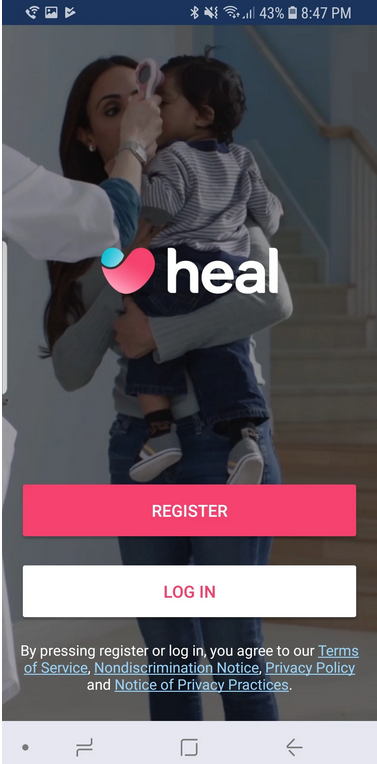 43% 8:47 PM
heal
REGISTER
LOG IN
By pressing register or log in, you agree to our Terms
of Service, Nondiscrimination Notice, Privacy Policy
and Notice of Privacy Practices.